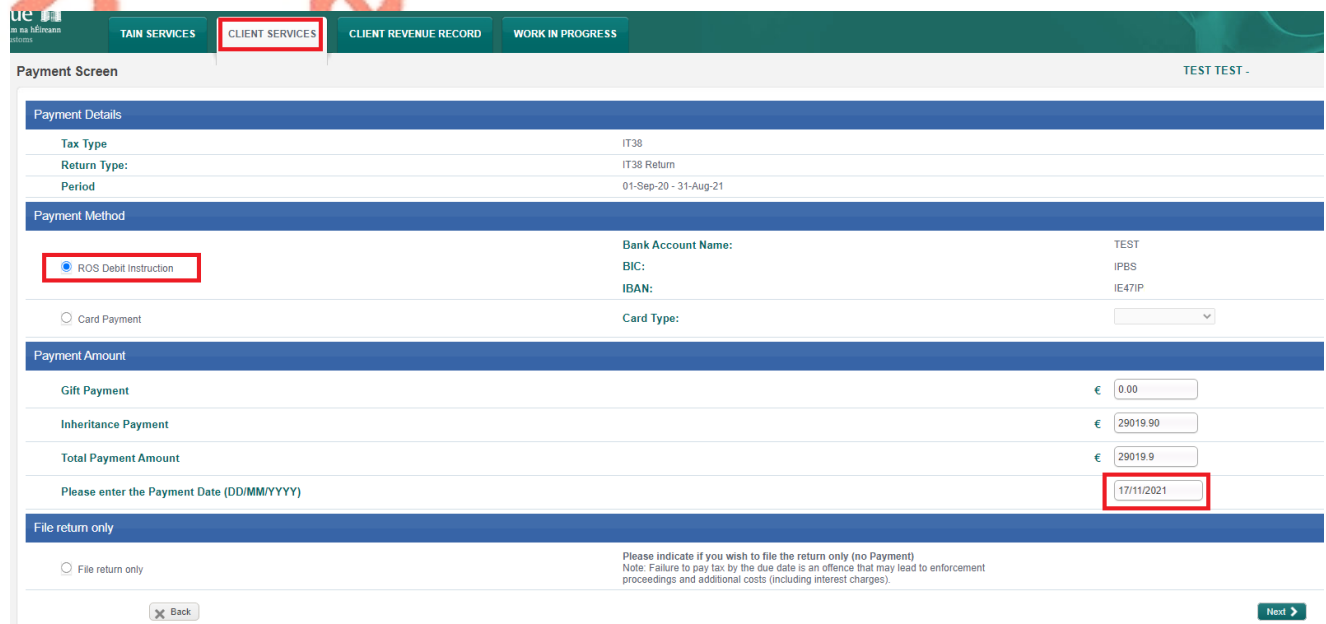 ue
m na hÉireann
ustoms
TAIN SERVICES CLIENT SERVICES CLIENT REVENUE RECORD WORK IN PROGRESS
Payment Screen TEST TEST -
Payment Details
Tax Type IT38
Return Type: IT38 Return
Period 01-Sep-20 - 31-Aug-21
Payment Method
Bank Account Name: TEST
ROS Debit Instruction BIC: IPBS
IBAN: IE47IP
Card Payment Card Type:
Payment Amount
Gift Payment € 0.00
Inheritance Payment € 29019.90
Total Payment Amount € 29019.9
Please enter the Payment Date (DD/MM/YYYY) 17/11/2021
File return only
Please indicate if you wish to file the return only (no Payment)
File return only Note: Failure to pay tax by the due date is an offence that may lead to enforcement
proceedings and additional costs (including interest charges).
Back Next